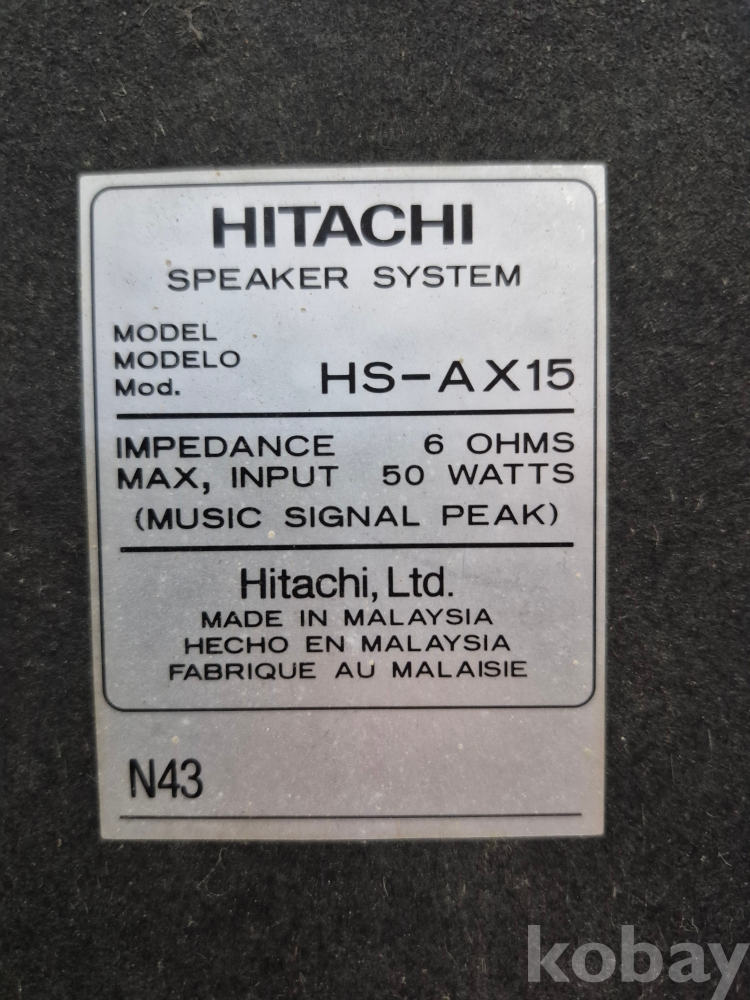 HITACHI
SPEAKER SYSTEM
MODEL
MODELO
Mod.
HS-AX15
IMPEDANCE 6 OHMS
MAX, INPUT 50 WATTS
(MUSIC SIGNAL PEAK)
Hitachi, Ltd.
MADE IN MALAYSIA
HECHO EN MALAYSIA
FABRIQUE AU MALAISIE
N43
kobay